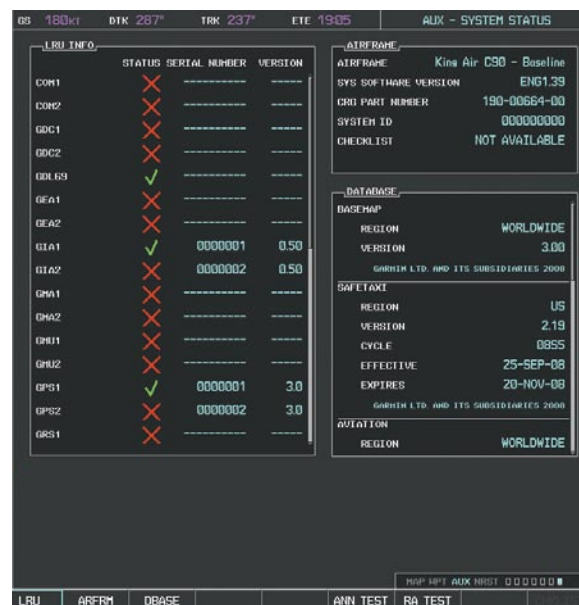 GS 180KT DTK 287° TRK 237° ETE 19:05 AUX - SYSTEM STATUS
LRU INFO
STATUS SERIAL NUMBER VERSION
COM1 ---------- -----
COM2 ---------- -----
GDC1 ---------- -----
GDC2 ---------- -----
GDL69 ---------- -----
GEA1 ---------- -----
GEA2 ---------- -----
GIA1 0000001 0.50
GIA2 0000002 0.50
GMA1 ---------- -----
GMA2 ---------- -----
GMU1 ---------- -----
GMU2 ---------- -----
GPS1 0000001 3.0
GPS2 0000002 3.0
GRS1 ---------- -----
AIRFRAME
AIRFRAME King Air C90 - Baseline
SYS SOFTWARE VERSION ENG1.39
CRG PART NUMBER 190-00664-00
SYSTEM ID 000000000
CHECKLIST NOT AVAILABLE
DATABASE
BASEMAP
REGION WORLDWIDE
VERSION 3.00
GARMIN LTD. AND ITS SUBSIDIARIES 2008
SAFETAXI
REGION US
VERSION 2.19
CYCLE 0855
EFFECTIVE 25-SEP-08
EXPIRES 20-NOV-08
GARMIN LTD. AND ITS SUBSIDIARIES 2008
AVIATION
REGION WORLDWIDE
MAP WPT AUX NRST
LRU ARFRM DBASE ANN TEST RA TEST